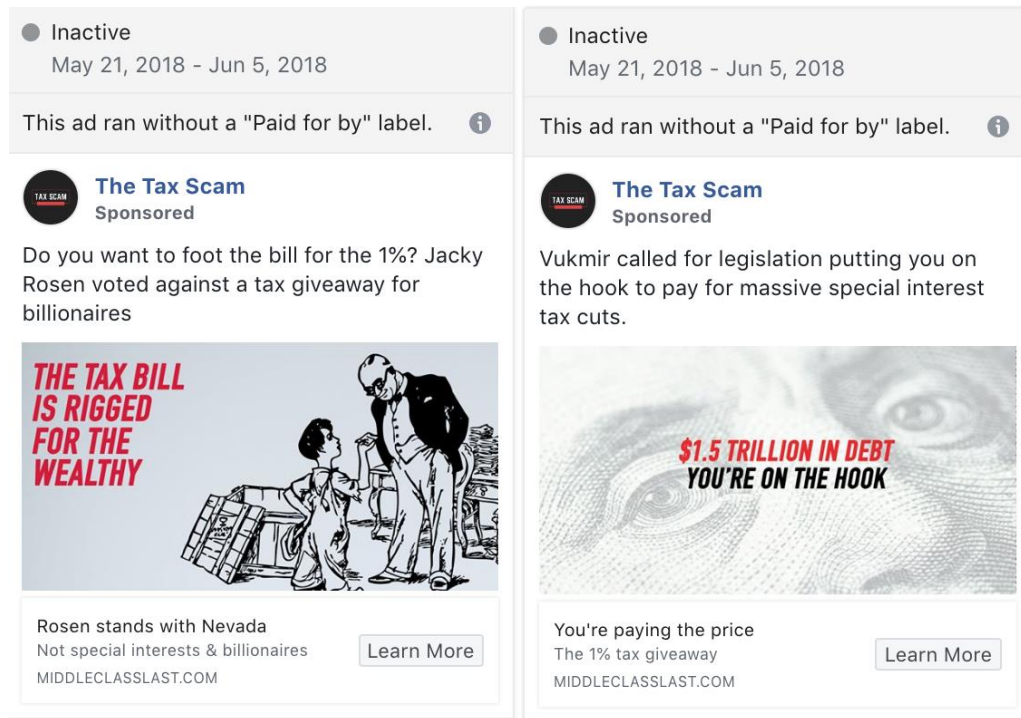 Inactive
May 21, 2018 - Jun 5, 2018
This ad ran without a "Paid for by" label.
TAX SCAM
The Tax Scam
Sponsored
Do you want to foot the bill for the 1%? Jacky
Rosen voted against a tax giveaway for
billionaires
THE TAX BILL
IS RIGGED
FOR THE
WEALTHY
Rosen stands with Nevada
Not special interests & billionaires
MIDDLECLASSLAST.COM
Learn More
Inactive
May 21, 2018 - Jun 5, 2018
This ad ran without a "Paid for by" label.
TAX SCAM
The Tax Scam
Sponsored
Vukmir called for legislation putting you on
the hook to pay for massive special interest
tax cuts.
$1.5 TRILLION IN DEBT
YOU'RE ON THE HOOK
You're paying the price
The 1% tax giveaway
MIDDLECLASSLAST.COM
Learn More